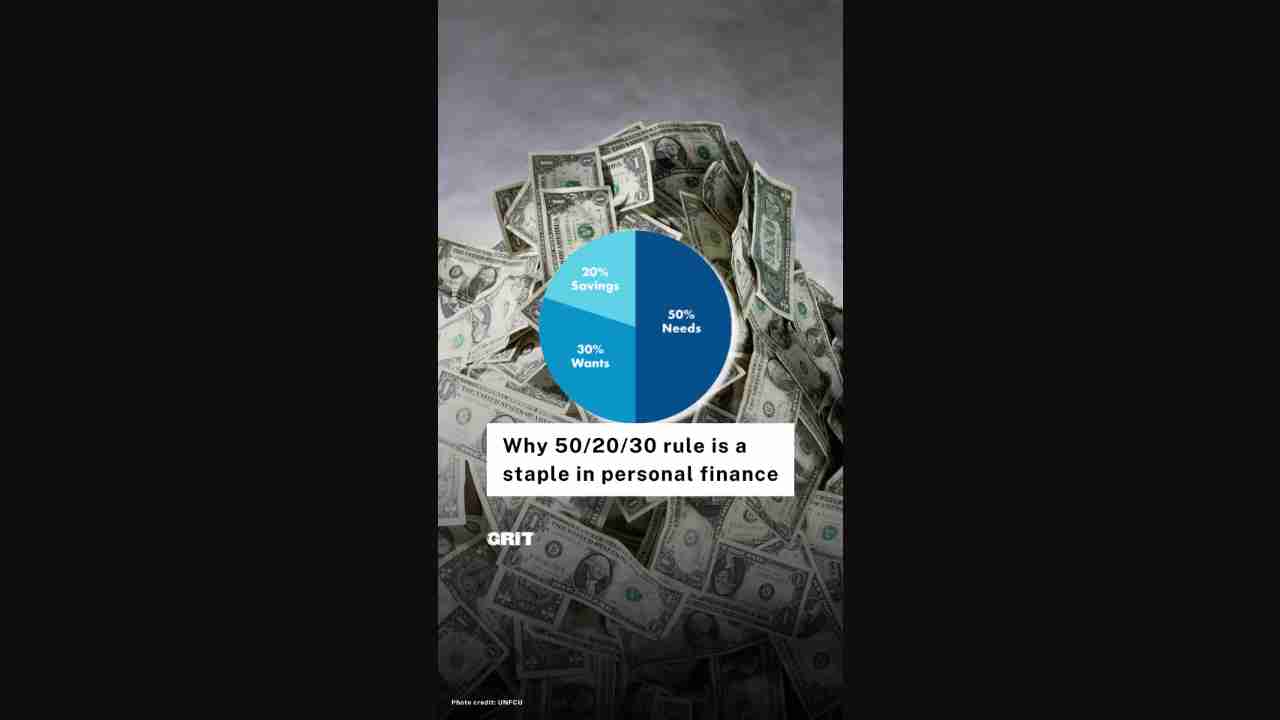 20%
Savings
50%
Needs
30%
Wants
Why 50/20/30 rule is a
staple in personal finance
GRIT
Photo credit: UNFCU